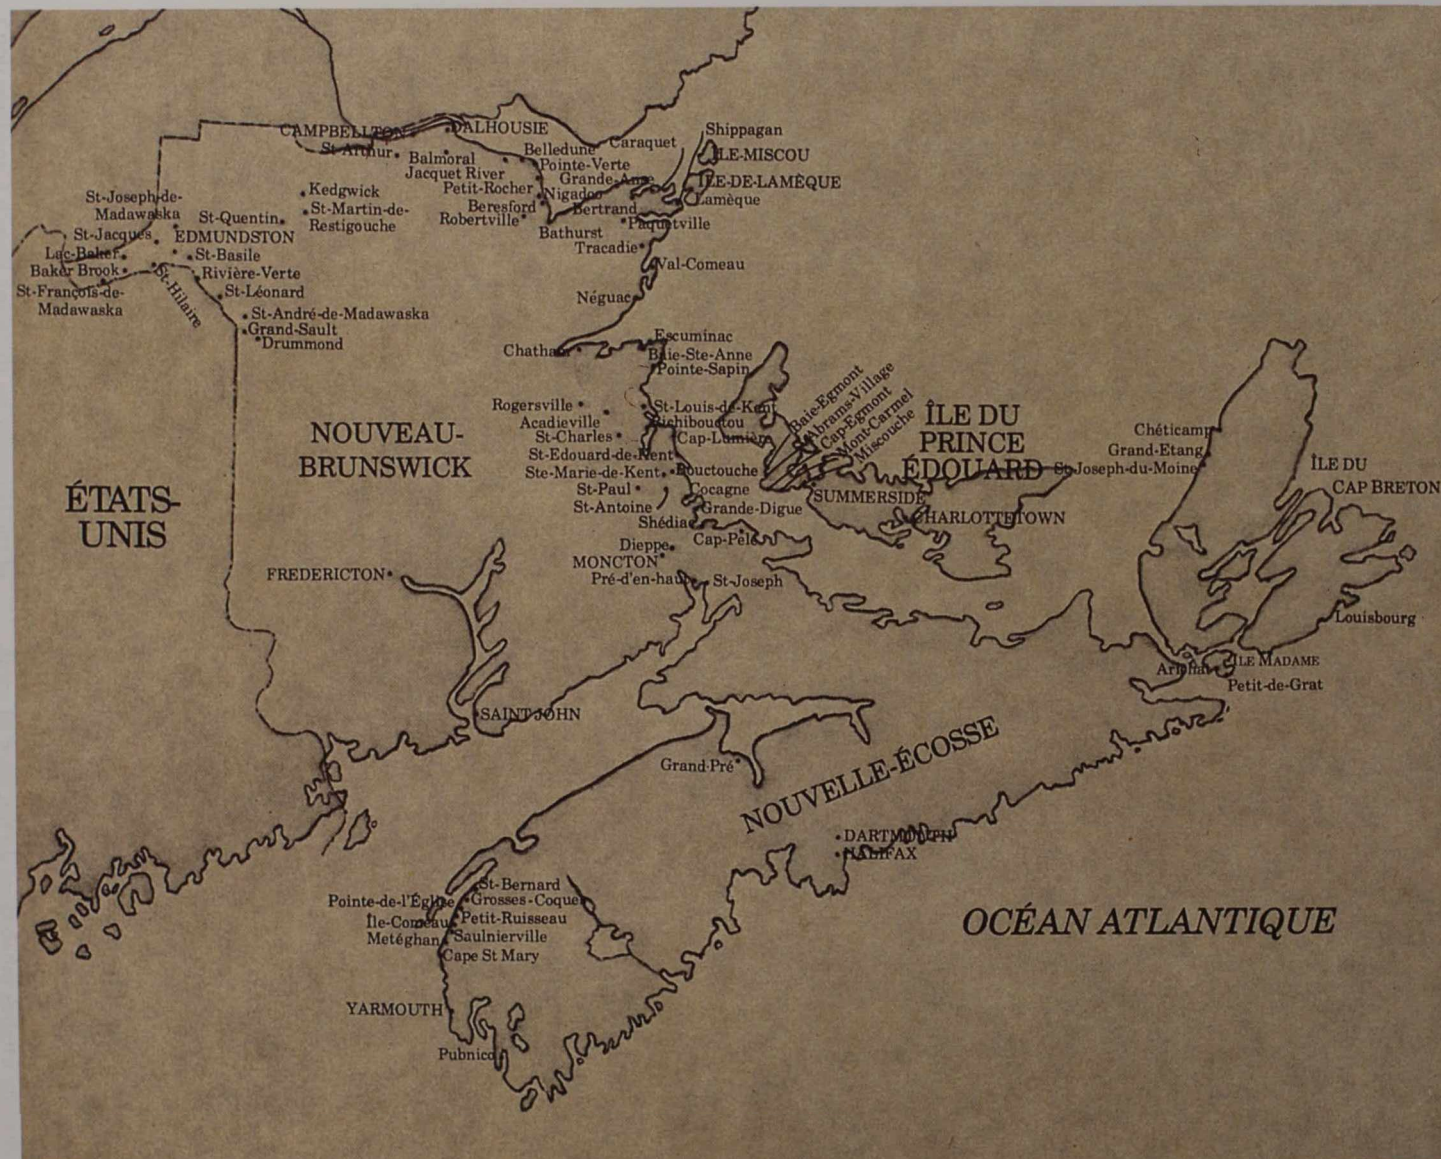 Shippagan
CAMPBELLTON
DALHOUSIE
Caraquet
ÎLE-MISCOU
St-Arthur
Balmoral
Belledune
Jacquet River
Pointe-Verte
Grande-Anse
ÎLE-DE-LAMÈQUE
Petit-Rocher
Nigadoo
Lamèque
Kedgwick
St-Joseph-de-
Madawaska
St-Quentin
St-Martin-de-
Restigouche
Beresford
Bertrand
Robertville
Paquetville
Bathurst
St-Jacques
EDMUNDSTON
Tracadie
Lac-Baker
St-Basile
Val-Comeau
Baker Brook
Rivière-Verte
St-Hilaire
St-François-de-
Madawaska
St-Léonard
Néguac
St-André-de-Madawaska
Grand-Sault
Drummond
Escuminac
Chatham
Baie-Ste-Anne
Pointe-Sapin
Baie-Egmont
Abrams-Village
Cap-Egmont
Mont-Carmel
Miscouche
Rogersville
St-Louis-de-Kent
Acadieville
Richibouctou
St-Charles
Cap-Lumière
ÎLE DU
PRINCE
ÉDOUARD
Chéticamp
Grand-Etang
St-Joseph-du-Moine
NOUVEAU-
BRUNSWICK
St-Edouard-de-Kent
Ste-Marie-de-Kent
Bouctouche
ÎLE DU
CAP BRETON
St-Paul
Cocagne
SUMMERSIDE
ÉTATS-
UNIS
St-Antoine
Grande-Digue
Shédiac
CHARLOTTETOWN
Cap-Pelé
Dieppe
MONCTON
FREDERICTON
Pré-d'en-haut
St-Joseph
Louisbourg
Arichat
ÎLE MADAME
Petit-de-Grat
SAINT JOHN
Grand-Pré
NOUVELLE-ÉCOSSE
DARTMOUTH
HALIFAX
St-Bernard
Pointe-de-l'Église
Grosses-Coques
Île-Comeau
Petit-Ruisseau
Metéghan
Saulnierville
Cape St Mary
OCÉAN ATLANTIQUE
YARMOUTH
Pubnico